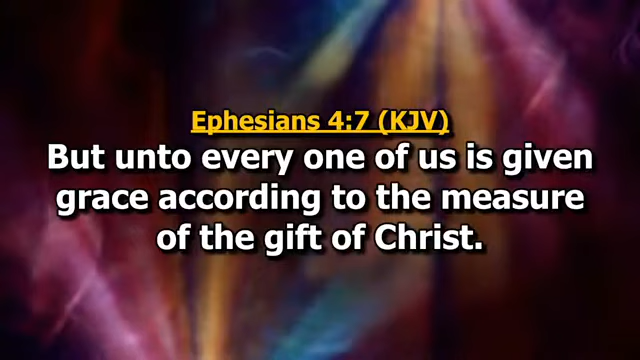 Ephesians 4:7 (KJV)
But unto every one of us is given
grace according to the measure
of the gift of Christ.